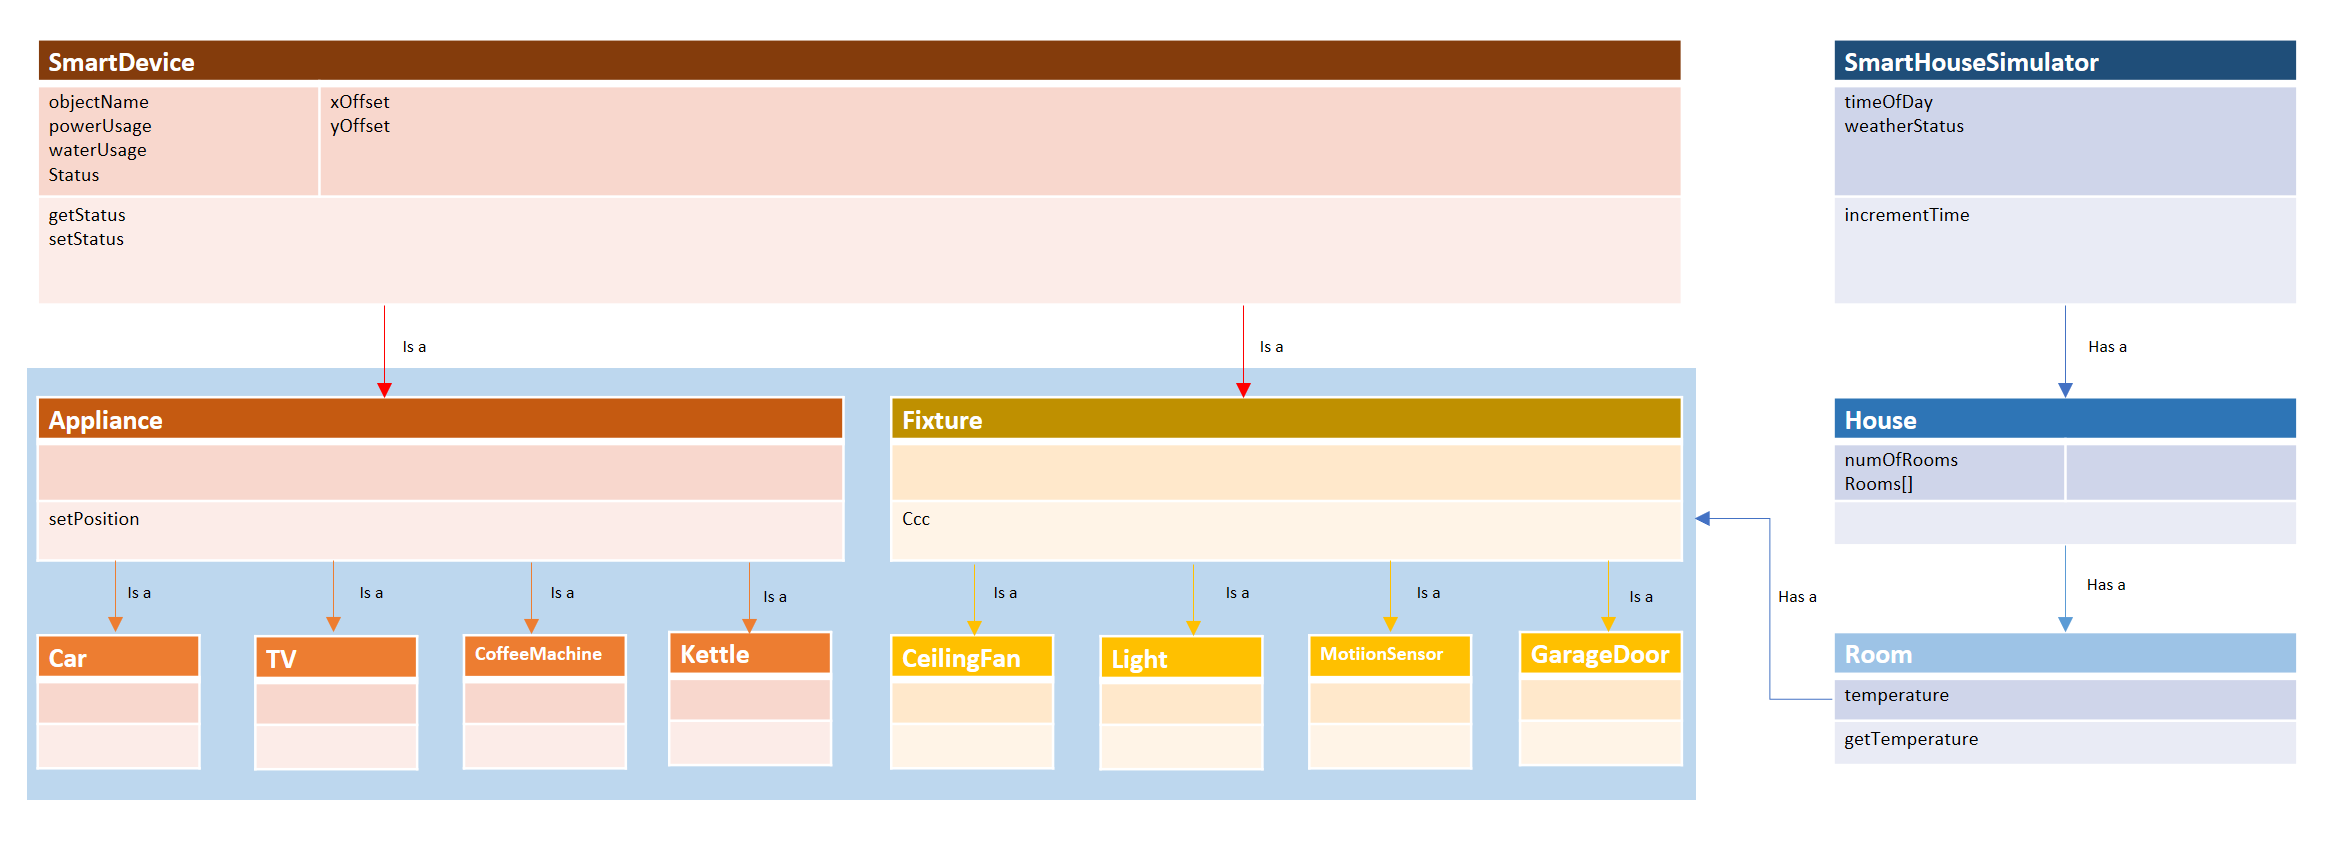 SmartDevice
objectName
powerUsage
waterUsage
Status
xOffset
yOffset
getStatus
setStatus
SmartHouseSimulator
timeOfDay
weatherStatus
incrementTime
Is a
Is a
Has a
Appliance
setPosition
Fixture
Ccc
House
numOfRooms
Rooms[]
Is a
Is a
Is a
Is a
Is a
Is a
Is a
Is a
Has a
Has a
Car
TV
CoffeeMachine
Kettle
CeilingFan
Light
MotiionSensor
GarageDoor
Room
temperature
getTemperature